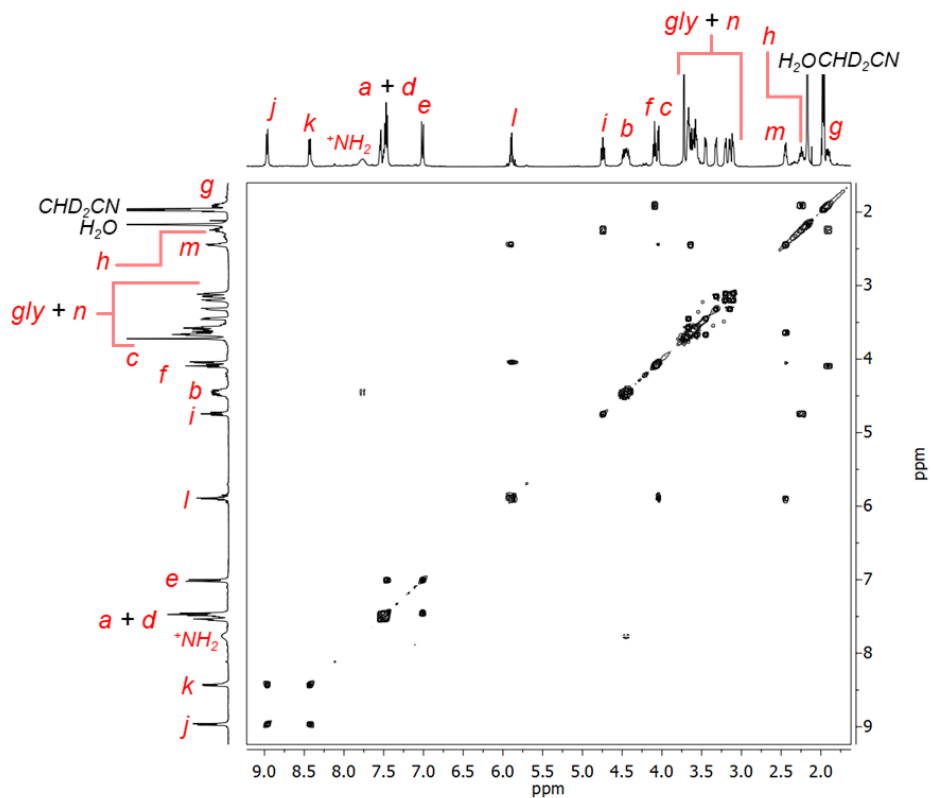 gly + n
h
H₂O CHD₂CN
a + d
j
k
⁺NH₂
e
l
i
b
f
c
m
g
g
CHD₂CN
H₂O
h
m
gly + n
c
f
b
i
l
e
a + d
⁺NH₂
k
j
2
3
4
5
6
7
8
9
ppm
9.0 8.5 8.0 7.5 7.0 6.5 6.0 5.5 5.0 4.5 4.0 3.5 3.0 2.5 2.0
ppm